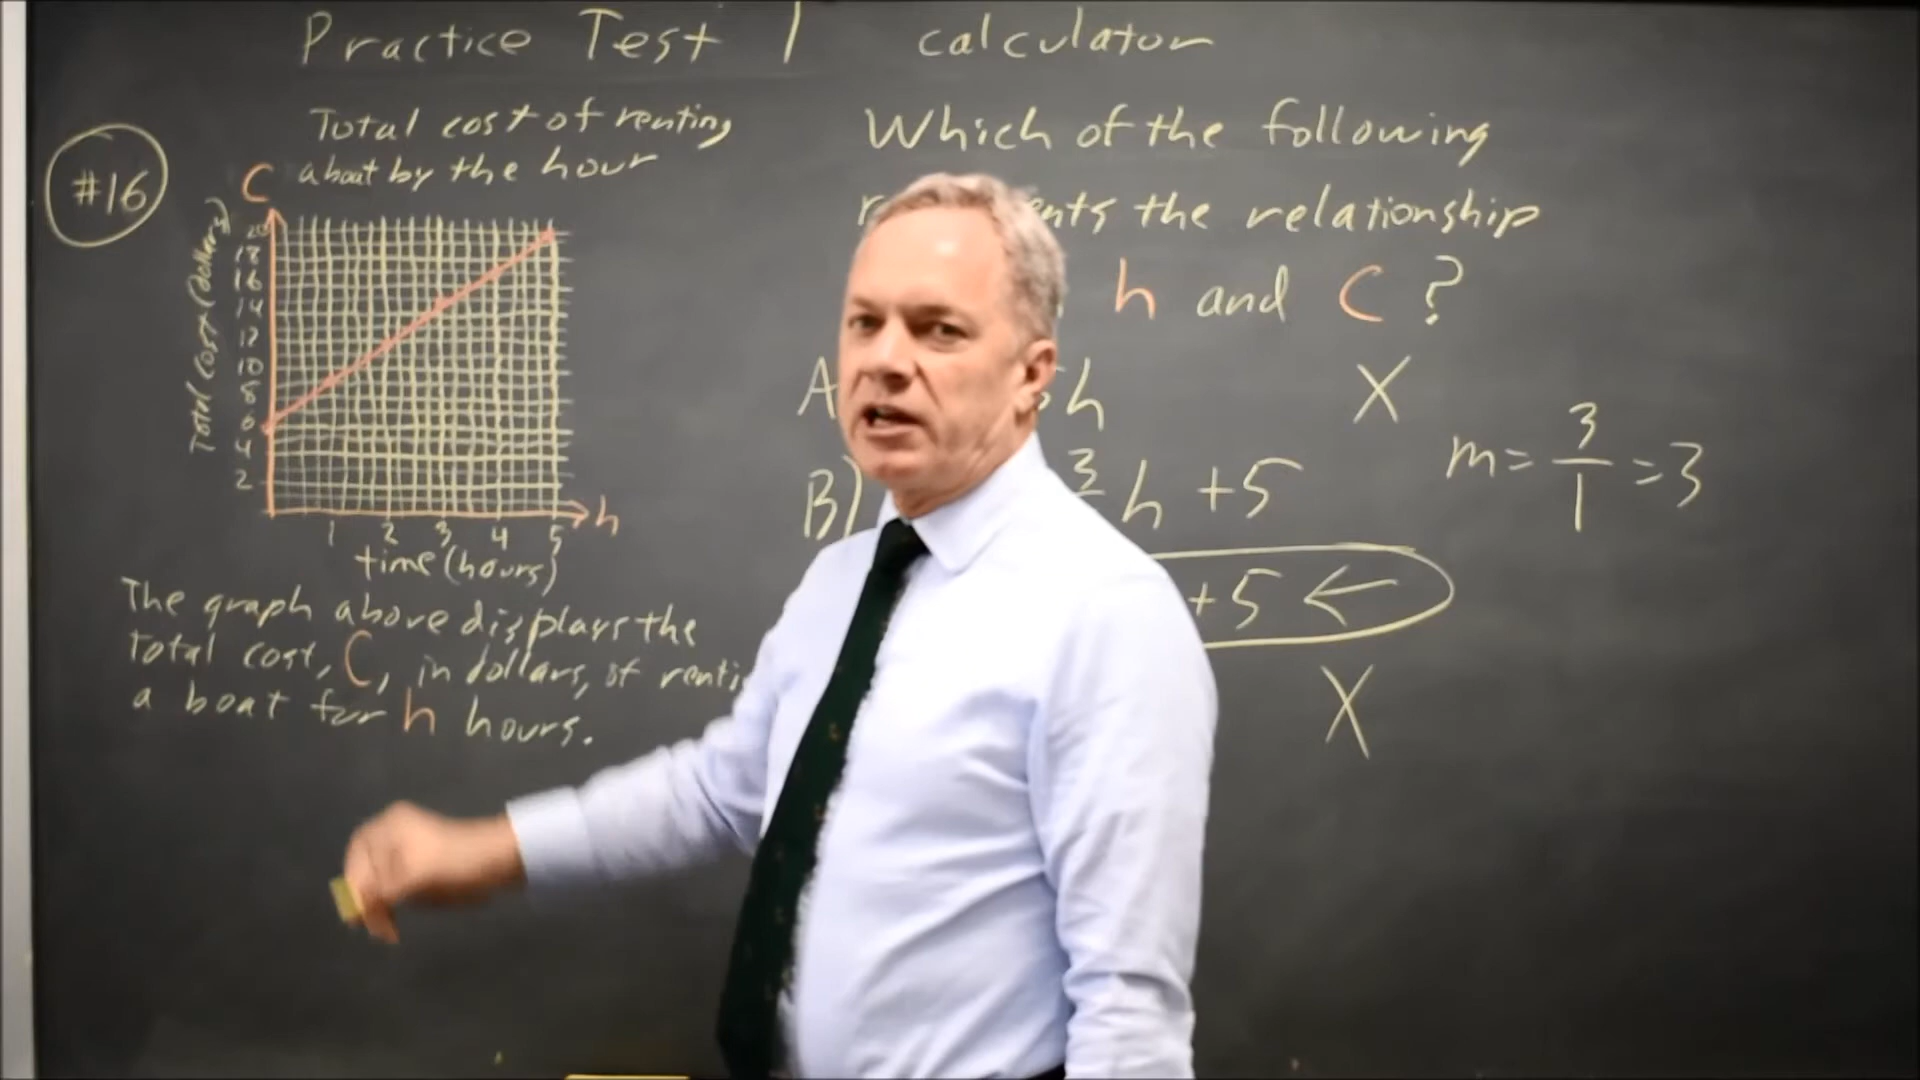 Practice Test 1 calculator
#16
Total cost of renting
a boat by the hour
C
Total cost (dollars)
20
18
16
14
12
10
8
6
4
2
1 2 3 4 5
h
time (hours)
The graph above displays the
total cost, C, in dollars, of
a boat for h hours.
Which of the following
the relationship
h and C ?
A h X
B) 3 h +5
+5 ←
X
m = 3/1 = 3